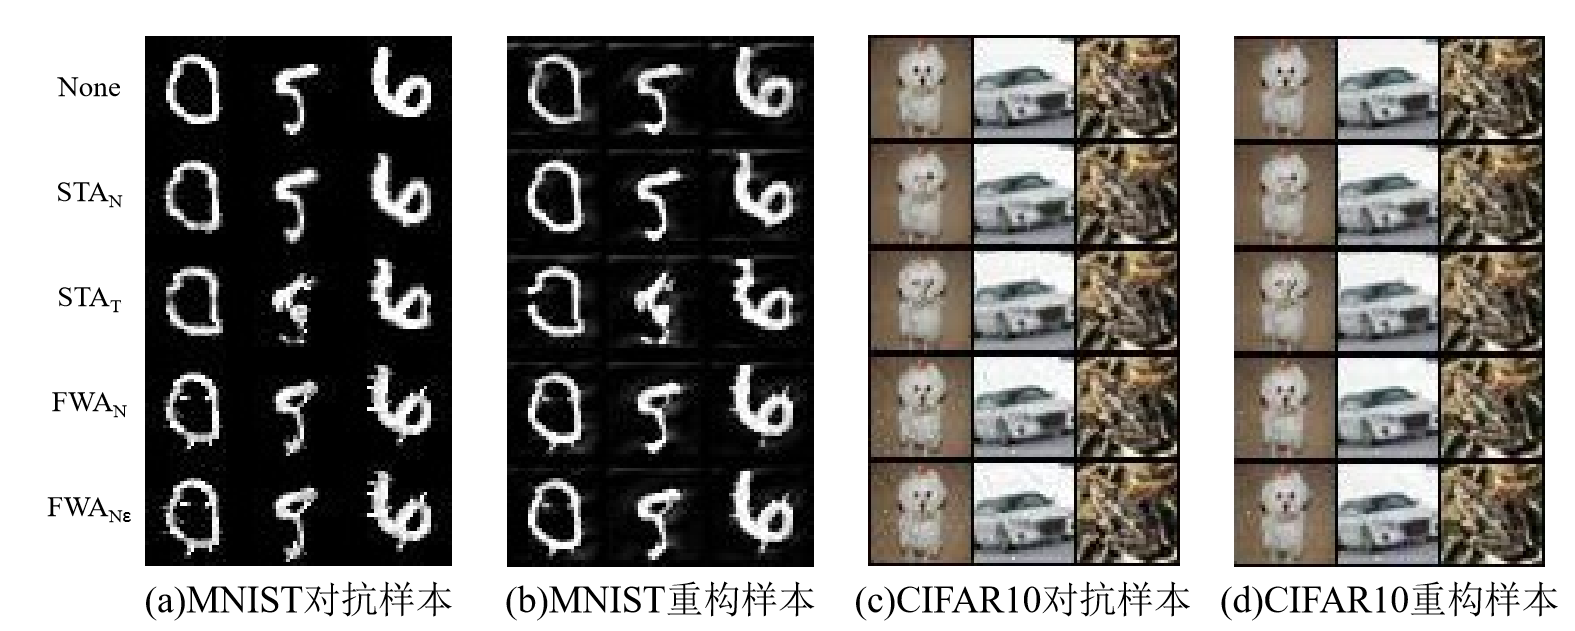 None
STA_N
STA_T
FWA_N
FWA_Nε
(a)MNIST对抗样本
(b)MNIST重构样本
(c)CIFAR10对抗样本
(d)CIFAR10重构样本